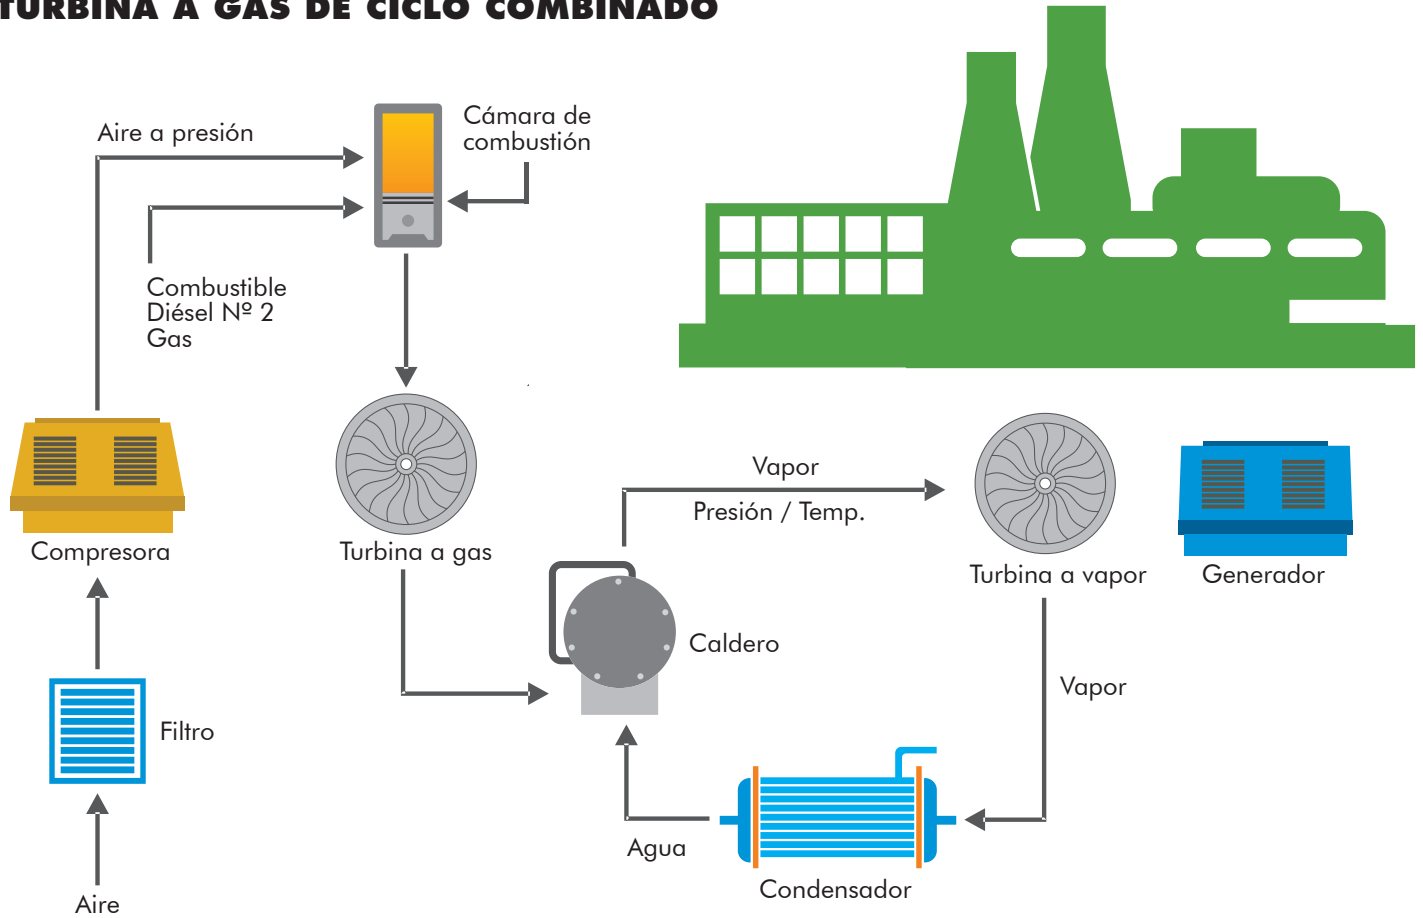 TURBINA A GAS DE CICLO COMBINADO
Cámara de
combustión
Aire a presión
Combustible
Diésel Nº 2
Gas
Compresora
Turbina a gas
Vapor
Presión / Temp.
Turbina a vapor
Generador
Caldero
Vapor
Filtro
Agua
Condensador
Aire